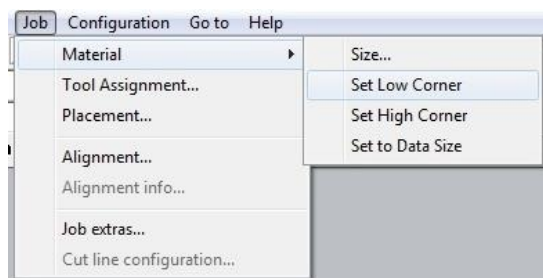 Job Configuration Go to Help
Material
Tool Assignment...
Placement...
Alignment...
Alignment info...
Job extras...
Cut line configuration...
Size...
Set Low Corner
Set High Corner
Set to Data Size